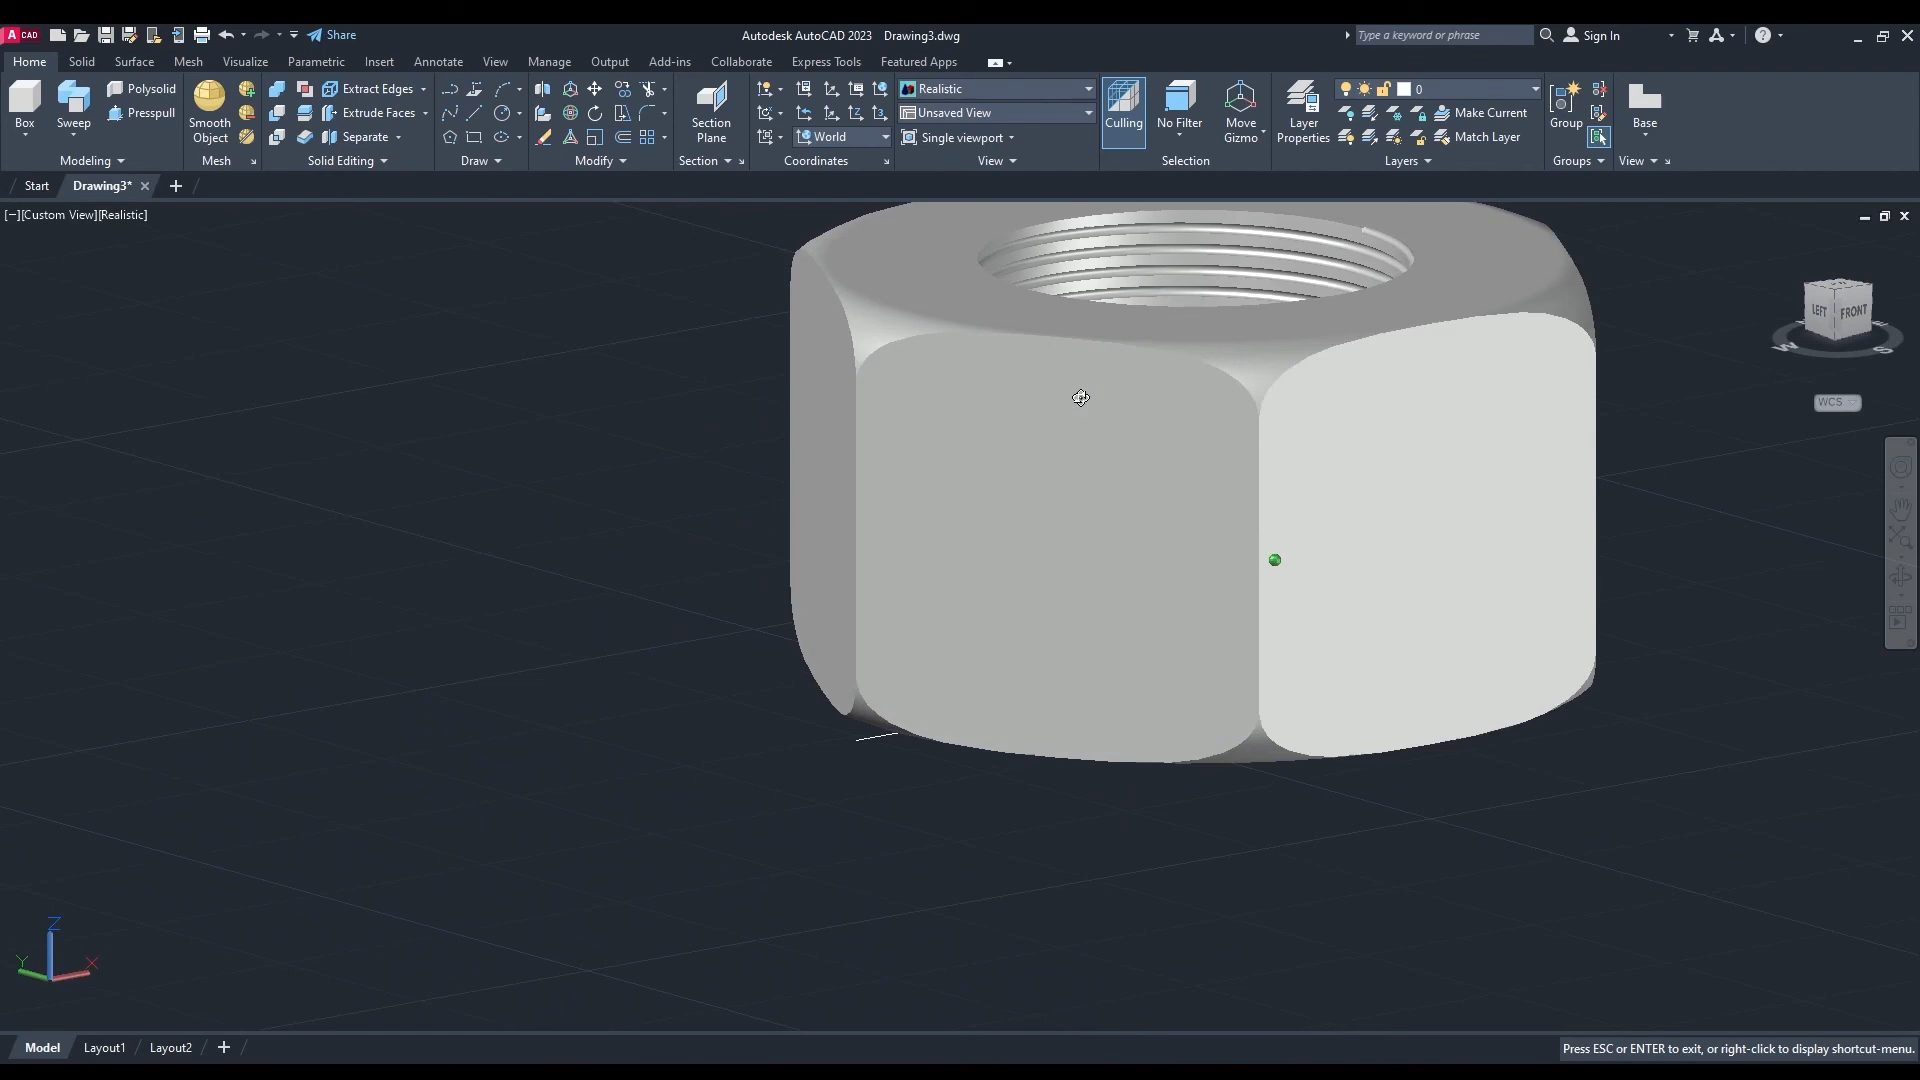 A CAD Share Autodesk AutoCAD 2023 Drawing3.dwg Type a keyword or phrase Sign In
Home Solid Surface Mesh Visualize Parametric Insert Annotate View Manage Output Add-ins Collaborate Express Tools Featured Apps
Polysolid Extract Edges Realistic 0
Box Sweep Presspull Smooth Object Extrude Faces Section Plane Unsaved View Culling No Filter Move Gizmo Layer Properties Make Current Group Base
Separate World Single viewport Match Layer
Modeling Mesh Solid Editing Draw Modify Section Coordinates View Selection Layers Groups View
Start Drawing3*
[−][Custom View][Realistic]
LEFT FRONT
W S
WCS
Z
Y X
Model Layout1 Layout2 Press ESC or ENTER to exit, or right-click to display shortcut-menu.